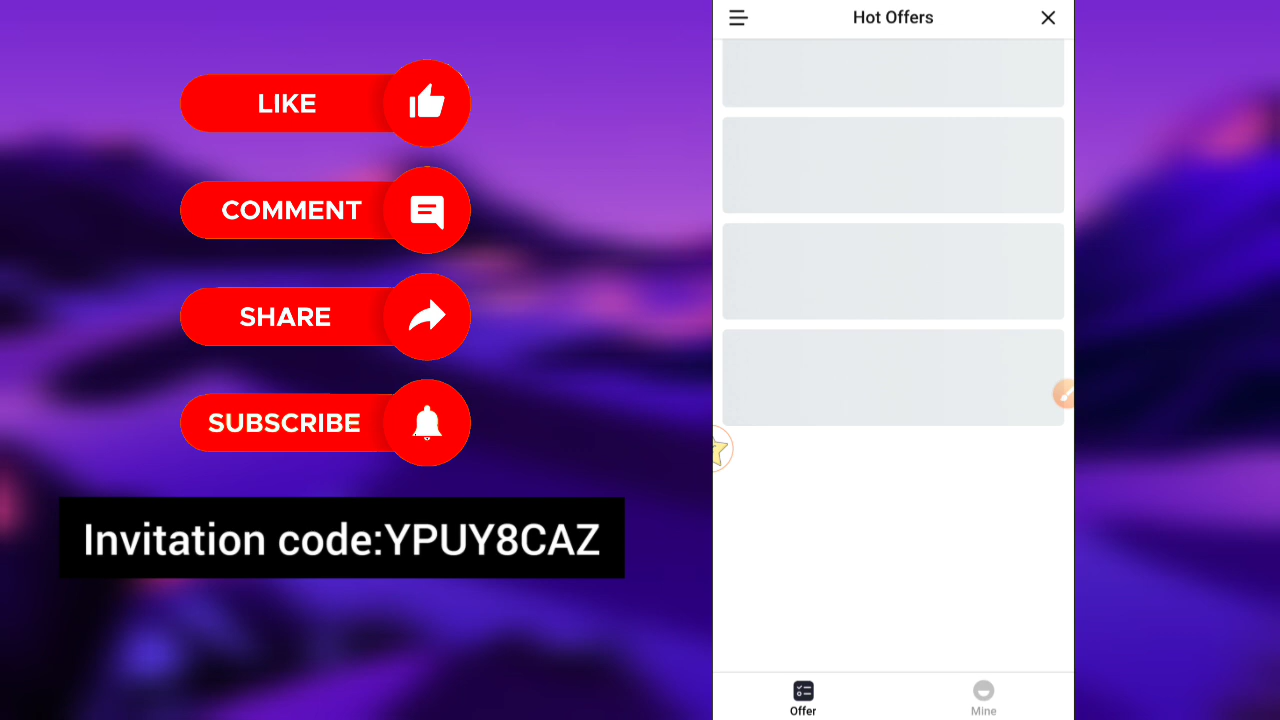 LIKE
COMMENT
SHARE
SUBSCRIBE
Invitation code:YPUY8CAZ
Hot Offers
Offer
Mine